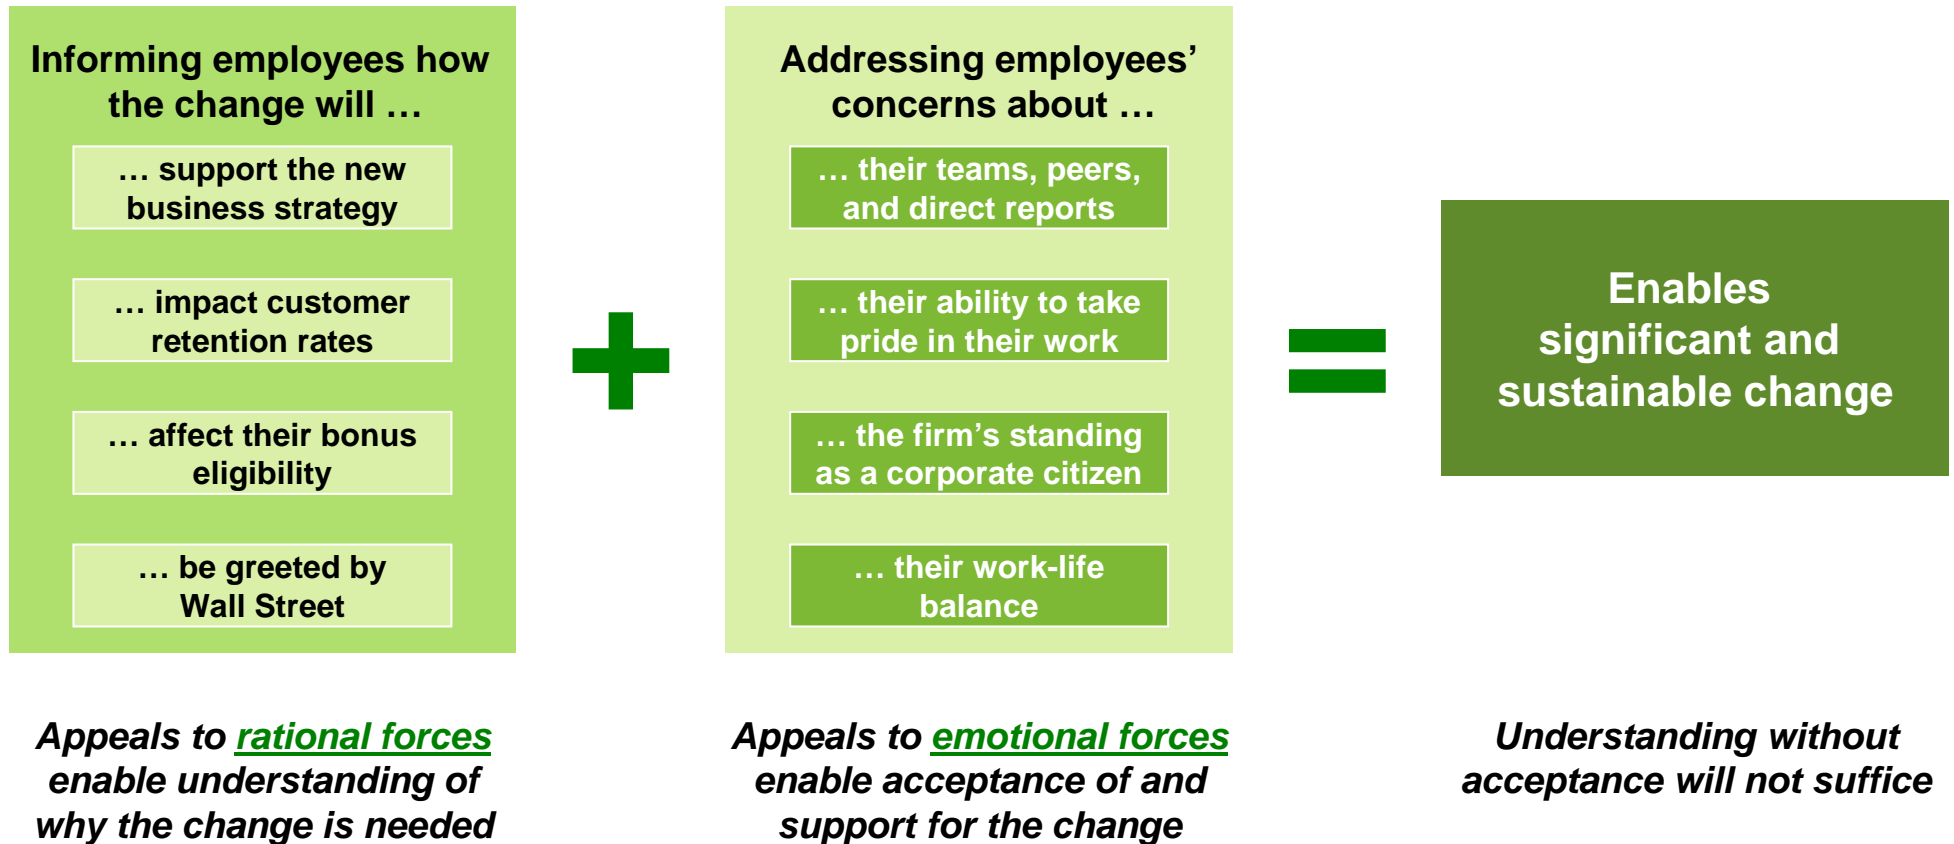 Informing employees how
the change will …
… support the new
business strategy
… impact customer
retention rates
… affect their bonus
eligibility
… be greeted by
Wall Street
Appeals to rational forces
enable understanding of
why the change is needed
Addressing employees’
concerns about …
… their teams, peers,
and direct reports
… their ability to take
pride in their work
… the firm’s standing
as a corporate citizen
… their work-life
balance
Appeals to emotional forces
enable acceptance of and
support for the change
Enables
significant and
sustainable change
Understanding without
acceptance will not suffice